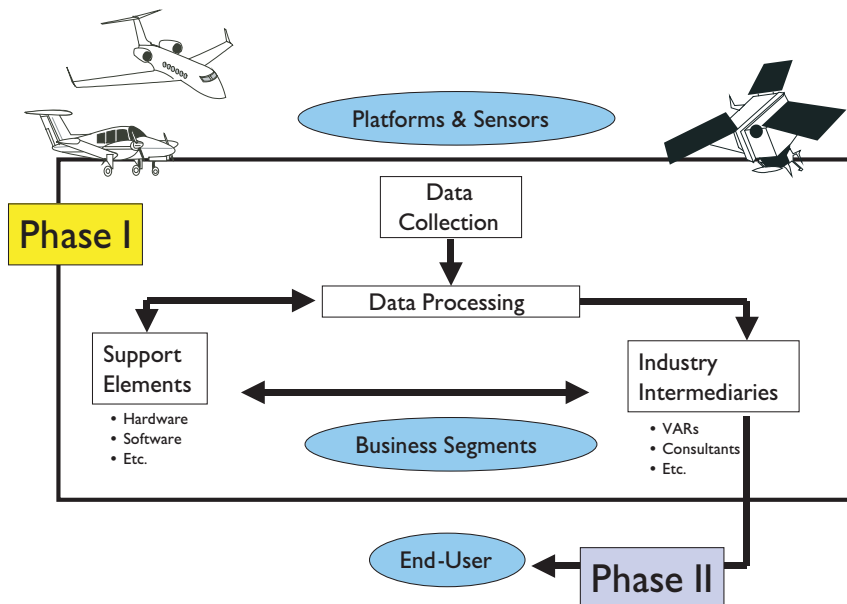 Platforms & Sensors
Data
Collection
Phase I
Data Processing
Support
Elements
• Hardware
• Software
• Etc.
Industry
Intermediaries
• VARs
• Consultants
• Etc.
Business Segments
End-User
Phase II